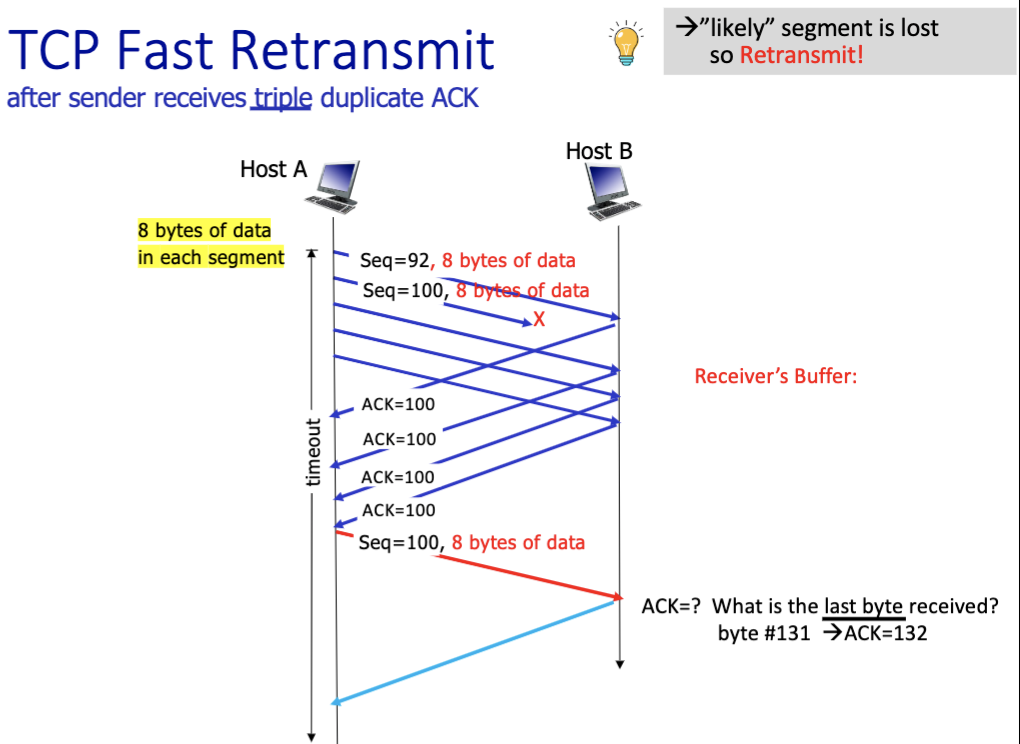 TCP Fast Retransmit
after sender receives triple duplicate ACK
→”likely” segment is lost
so Retransmit!
Host A
Host B
8 bytes of data
in each segment
Seq=92, 8 bytes of data
Seq=100, 8 bytes of data
X
Receiver’s Buffer:
ACK=100
ACK=100
ACK=100
ACK=100
timeout
Seq=100, 8 bytes of data
ACK=? What is the last byte received?
byte #131 →ACK=132